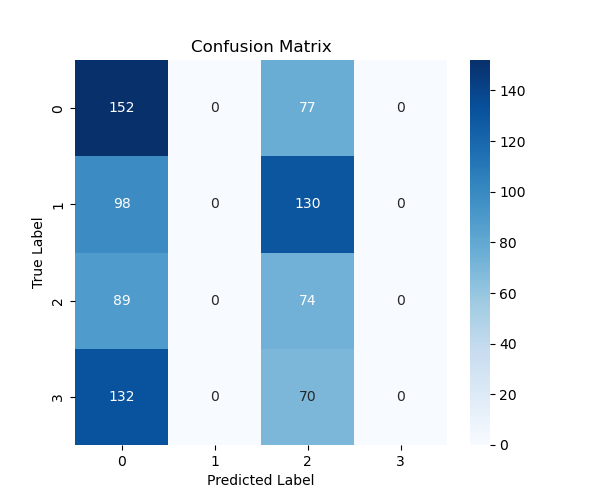 Confusion Matrix
True Label
0 152 0 77 0
1 98 0 130 0
2 89 0 74 0
3 132 0 70 0
0 1 2 3
Predicted Label
140
120
100
80
60
40
20
0